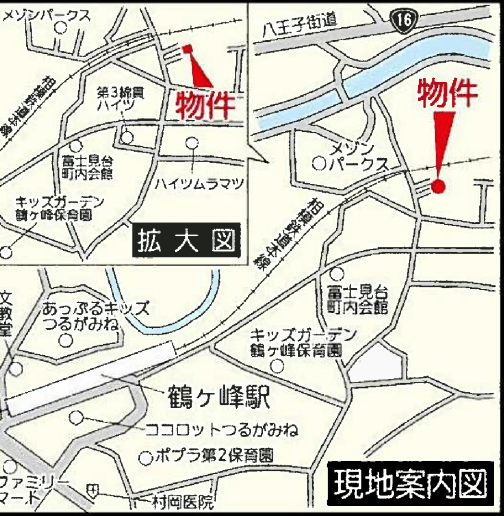 メゾンパークス
相模鉄道本線
第3綿貫
ハイツ
物件
富士見台
町内会館
ハイツムラマツ
キッズガーデン
鶴ヶ峰保育園
拡大図
八王子街道
16
物件
メゾン
パークス
相模鉄道本線
富士見台
町内会館
キッズガーデン
鶴ヶ峰保育園
文教堂
あっぷるキッズ
つるがみね
鶴ヶ峰駅
ココロットつるがみね
ポプラ第2保育園
ファミリー
マート
村岡医院
現地案内図